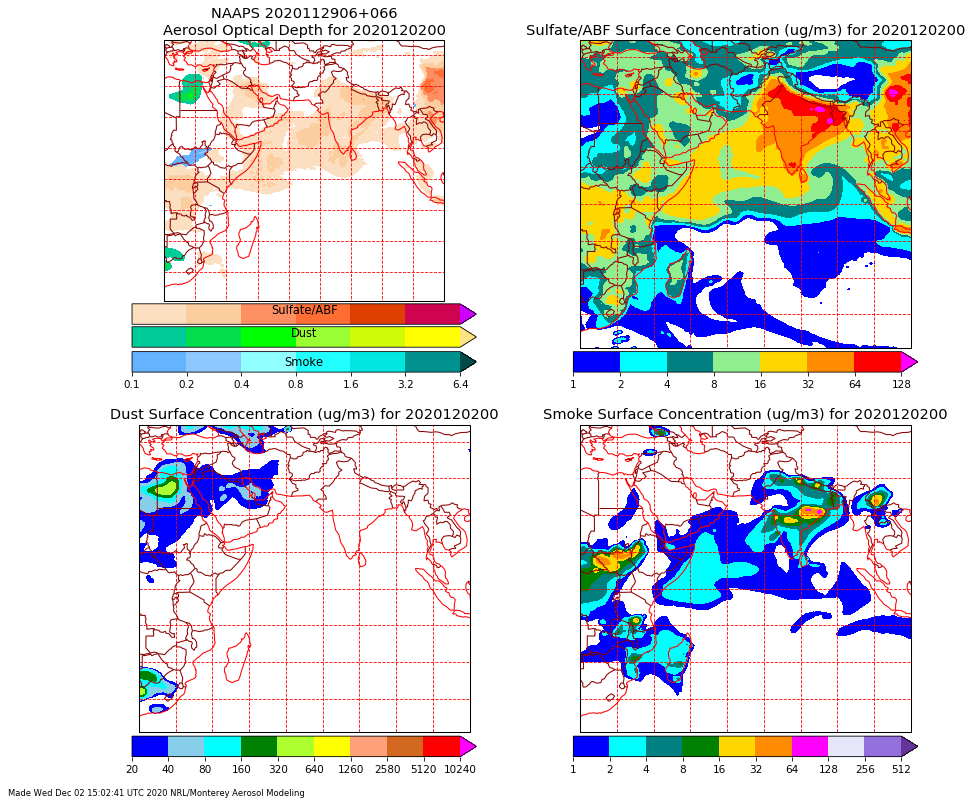 NAAPS 2020112906+066
Aerosol Optical Depth for 2020120200
Sulfate/ABF Surface Concentration (ug/m3) for 2020120200
Sulfate/ABF
Dust
Smoke
0.1 0.2 0.4 0.8 1.6 3.2 6.4
1 2 4 8 16 32 64 128
Dust Surface Concentration (ug/m3) for 2020120200
Smoke Surface Concentration (ug/m3) for 2020120200
20 40 80 160 320 640 1260 2580 5120 10240
1 2 4 8 16 32 64 128 256 512
Made Wed Dec 02 15:02:41 UTC 2020 NRL/Monterey Aerosol Modeling